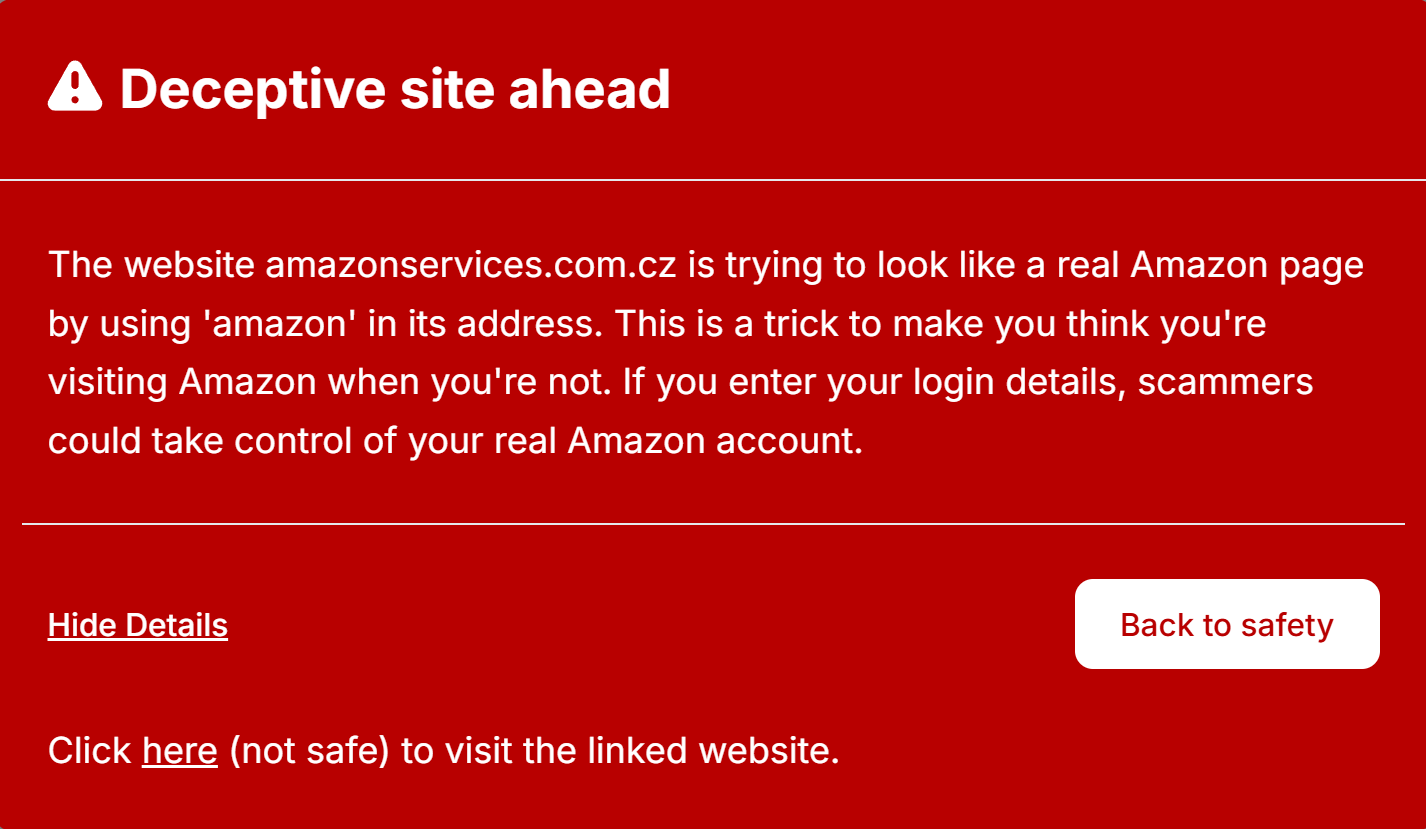 Deceptive site ahead
The website amazonservices.com.cz is trying to look like a real Amazon page
by using 'amazon' in its address. This is a trick to make you think you're
visiting Amazon when you're not. If you enter your login details, scammers
could take control of your real Amazon account.
Hide Details
Back to safety
Click here (not safe) to visit the linked website.